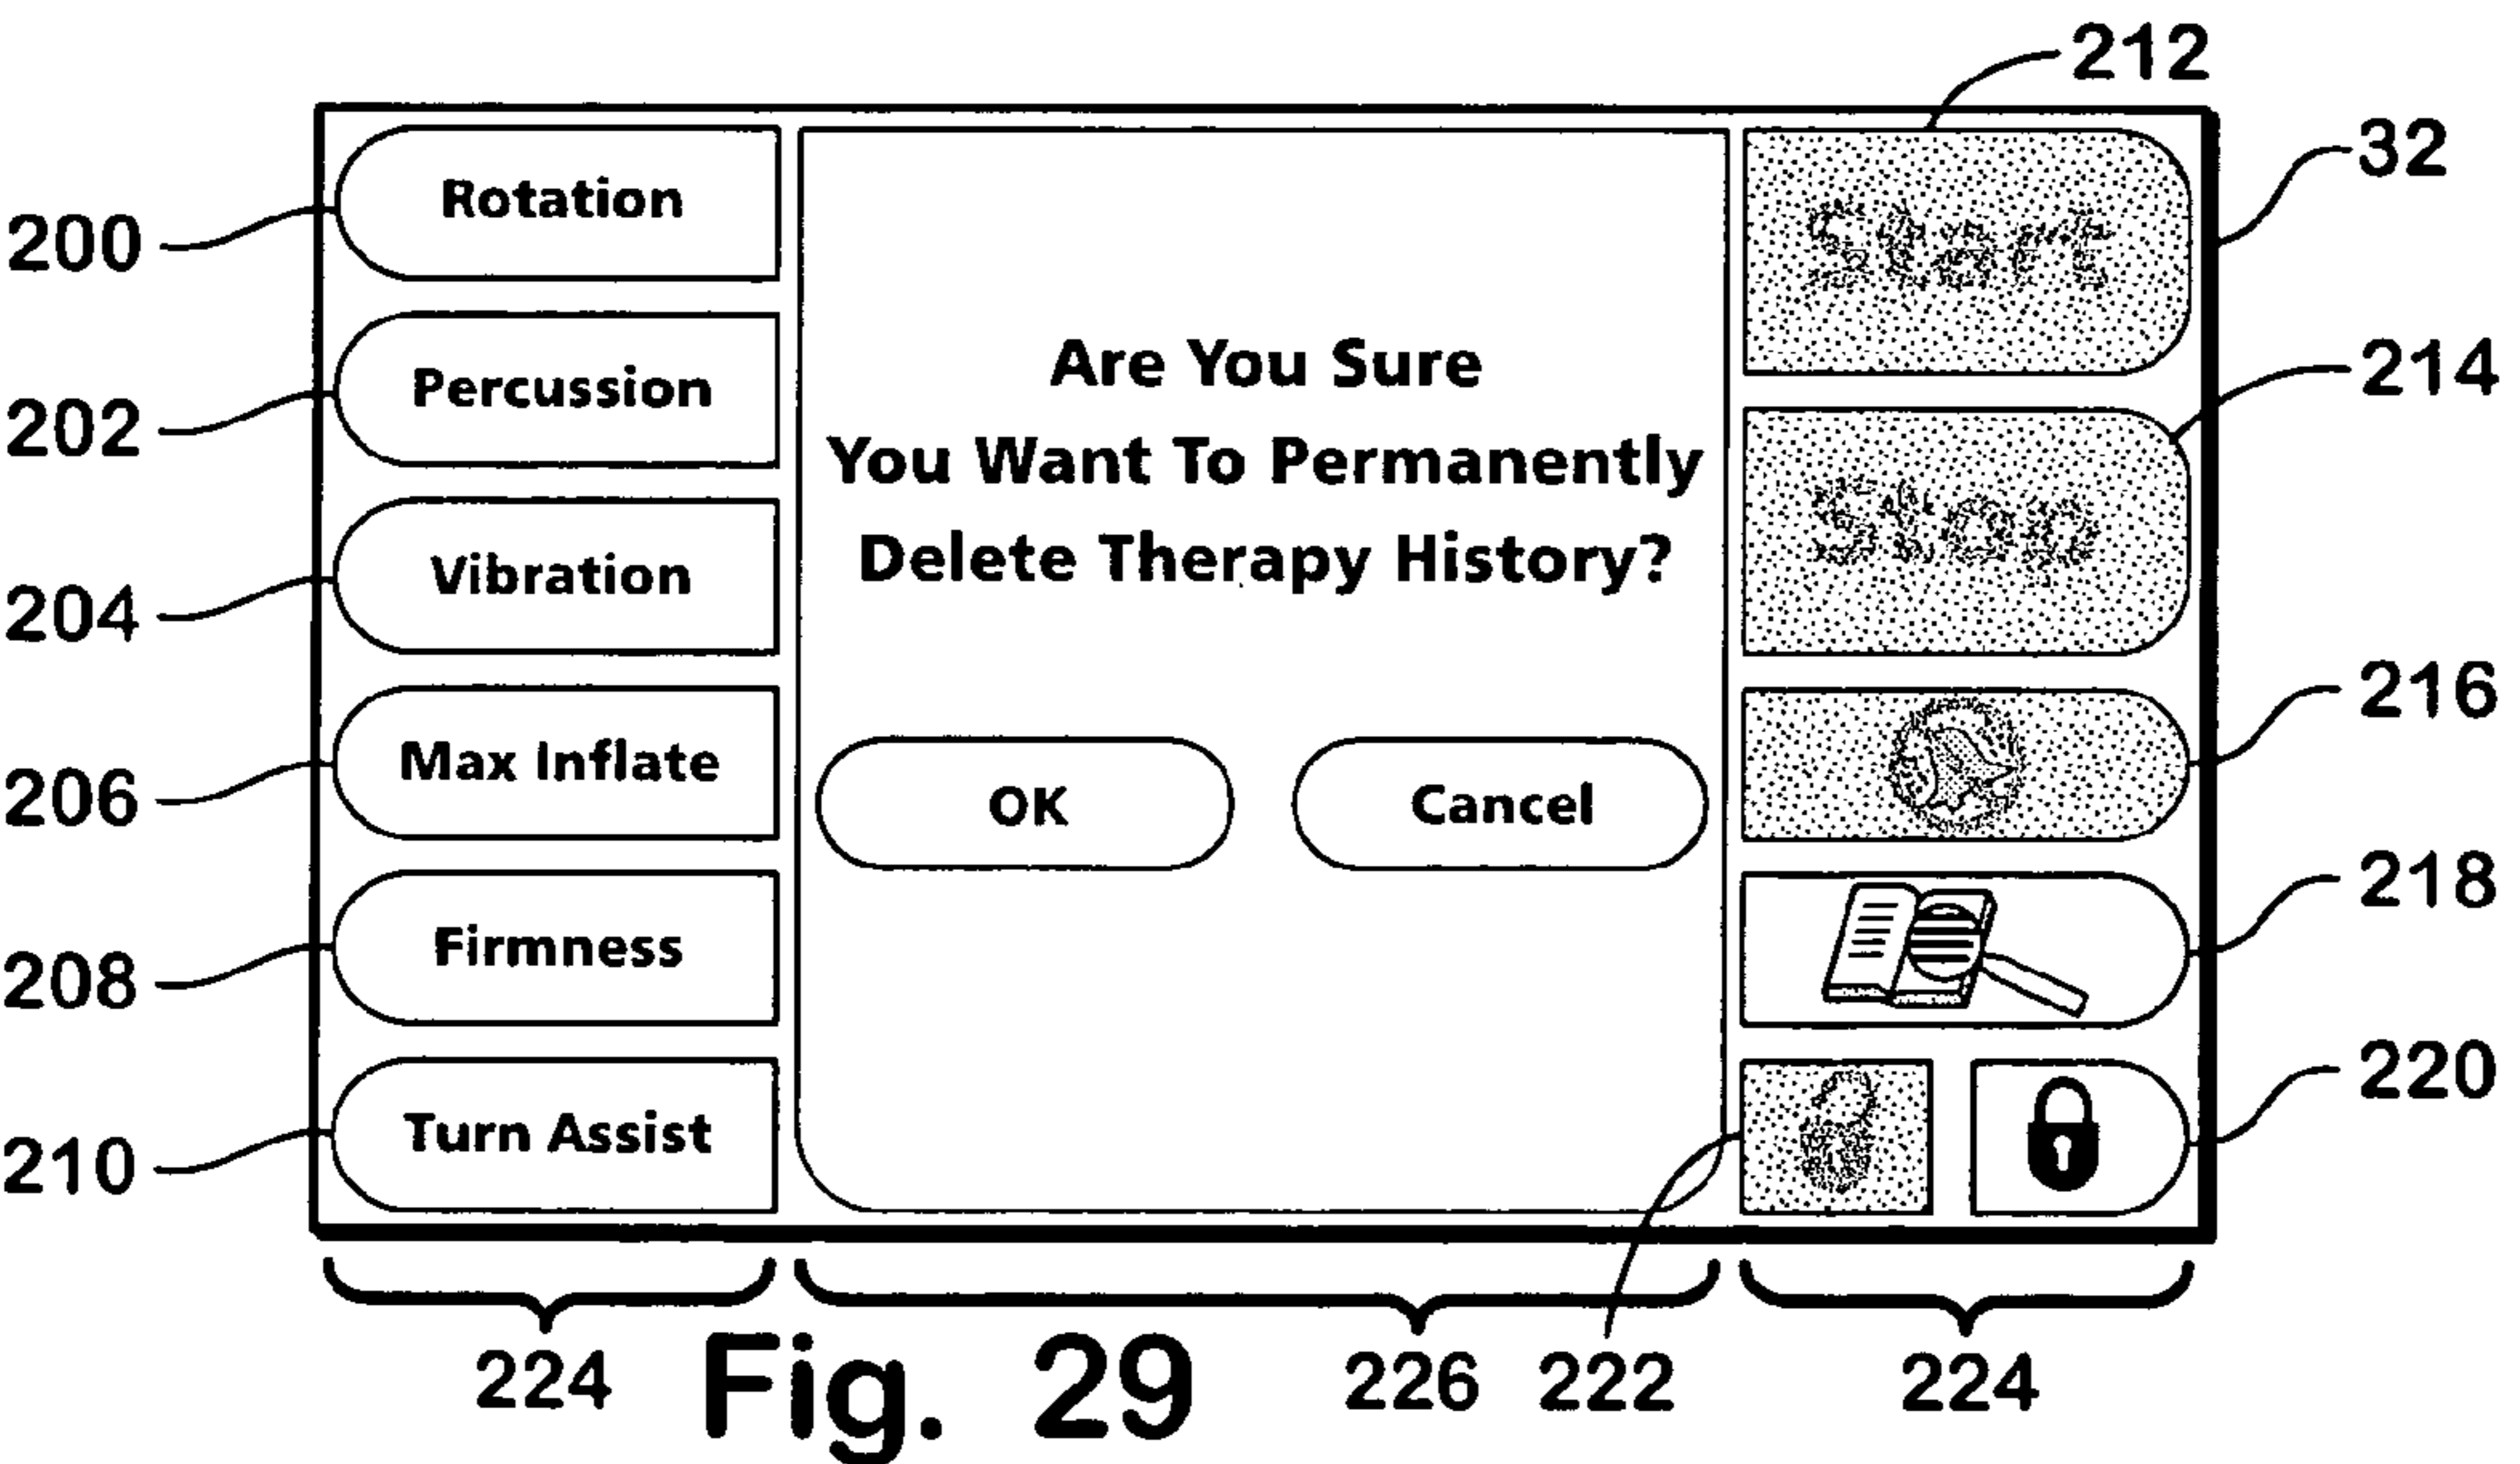 212
32
Rotation
Start
200
Percussion
Are You Sure
214
202
You Want To Permanently
Stop
Vibration
Delete Therapy History?
204
216
Max Inflate
206
OK
Cancel
218
Firmness
208
220
Turn Assist
210
224
226
222
224
Fig. 29